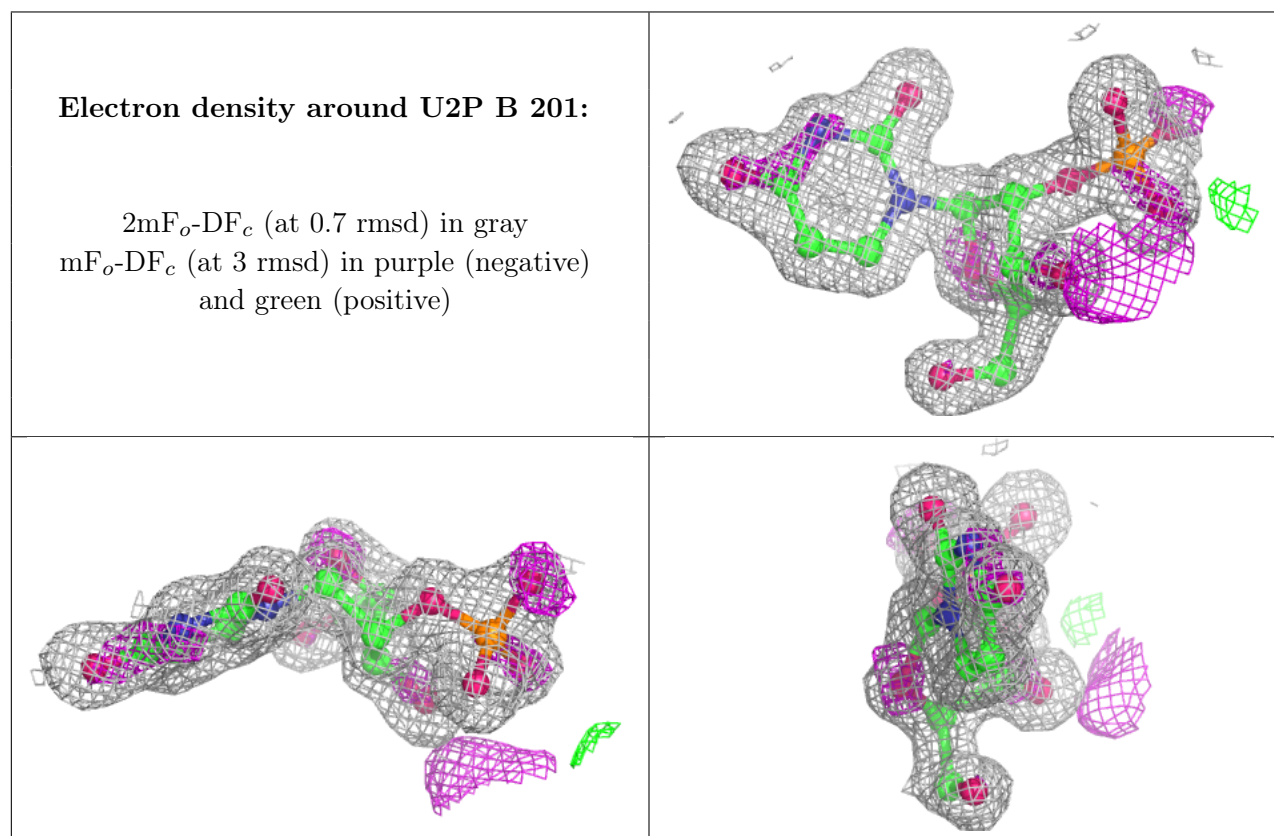 Electron density around U2P B 201:
2mFo-DFc (at 0.7 rmsd) in gray
mFo-DFc (at 3 rmsd) in purple (negative)
and green (positive)